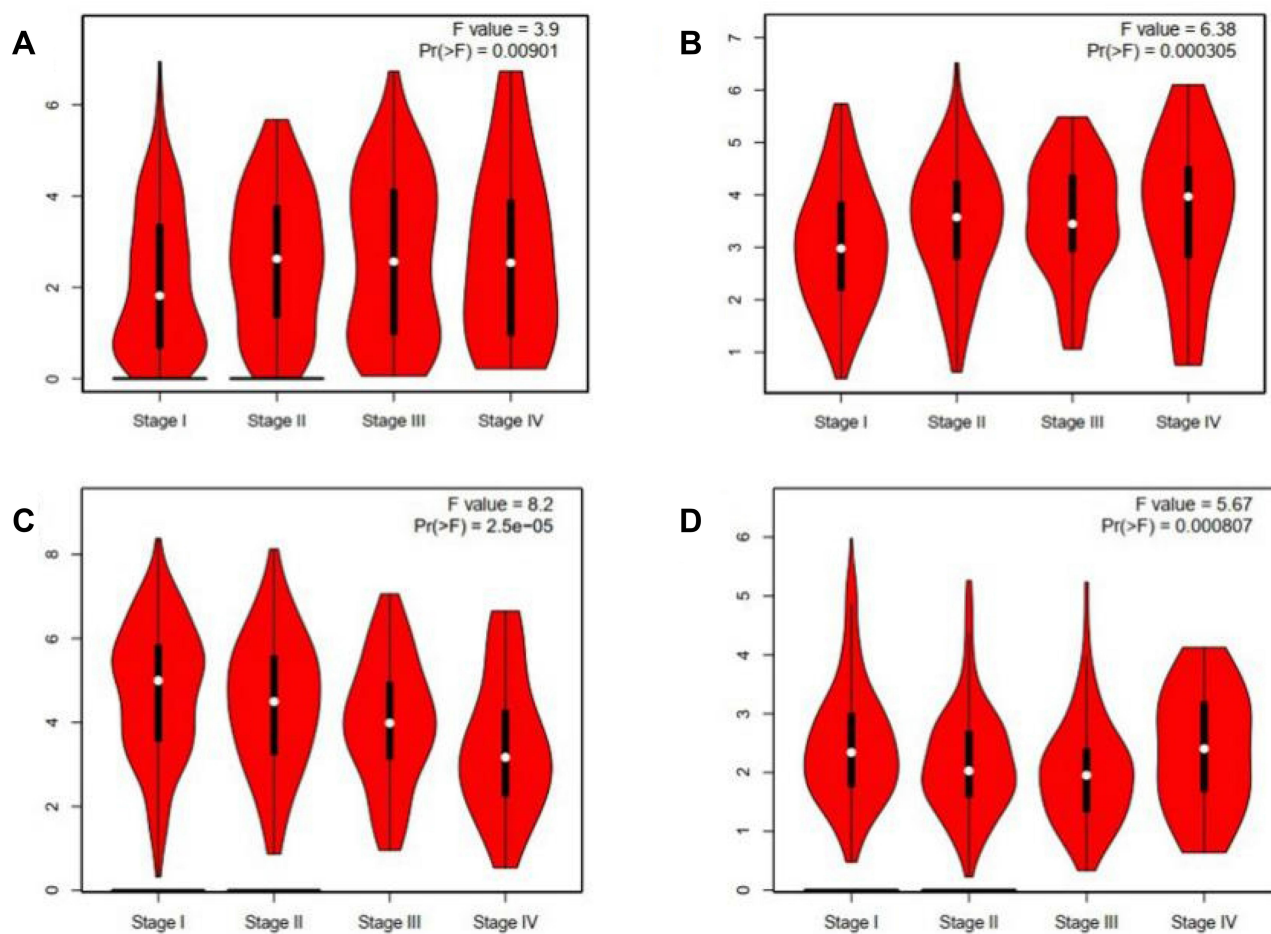 A
F value = 3.9
Pr(>F) = 0.00901
6
4
2
0
Stage I Stage II Stage III Stage IV
B
F value = 6.38
Pr(>F) = 0.000305
7
6
5
4
3
2
1
Stage I Stage II Stage III Stage IV
C
F value = 8.2
Pr(>F) = 2.5e−05
8
6
4
2
0
Stage I Stage II Stage III Stage IV
D
F value = 5.67
Pr(>F) = 0.000807
6
5
4
3
2
1
0
Stage I Stage II Stage III Stage IV